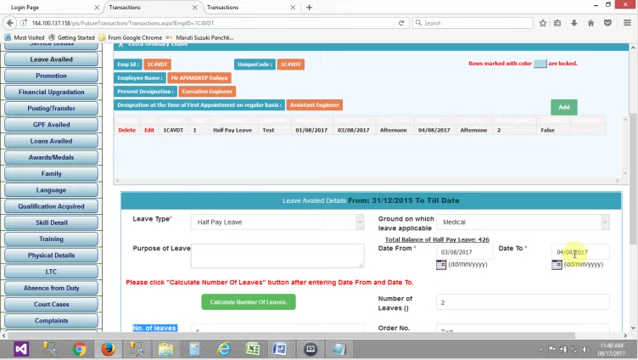 Login Page
Transactions
Transactions
164.100.137.158/pis/FutureTransaction/Transactions.aspx?EmpID=1C4VDT
Search
Most Visited
Getting Started
From Google Chrome
Maruti Suzuki Panchk...
Service Breaks
Extra Ordinary Leave
Leave Availed
Emp Id :
1C4VDT
UniqueCode :
1C4VDT
Rows marked with color
are locked.
Promotion
Employee Name :
Financial Upgradation
Present Designation :
Executive Engineer
Posting/Transfer
Designation at the time of First Appointment on regular basis :
Assistant Engineer
Add
GPF Availed
Delete Edit 1C4VDT 1 Half Pay Leave Test 01/08/2017 03/08/2017 Afternoon 04/08/2017 Afternoon 2 False
Loans Availed
Awards/Medals
Family
Language
Qualification Acquired
Leave Availed Details From: 31/12/2015 To Till Date
Skill Detail
Leave Type*
Half Pay Leave
Ground on which leave applicable
Medical
Training
Total Balance of Half Pay Leave: 426
Tour
Purpose of Leave
Date From *
03/08/2017
Date To *
04/08/2017
(dd/mm/yyyy)
(dd/mm/yyyy)
LTC
Please click "Calculate Number Of Leaves" button after entering Date From and Date To.
Absence from Duty
Court Cases
Calculate Number Of Leaves.
Number of Leaves ()
2
Complaints
No. of leaves
Order No.
Test
11:40 AM
08/17/2017